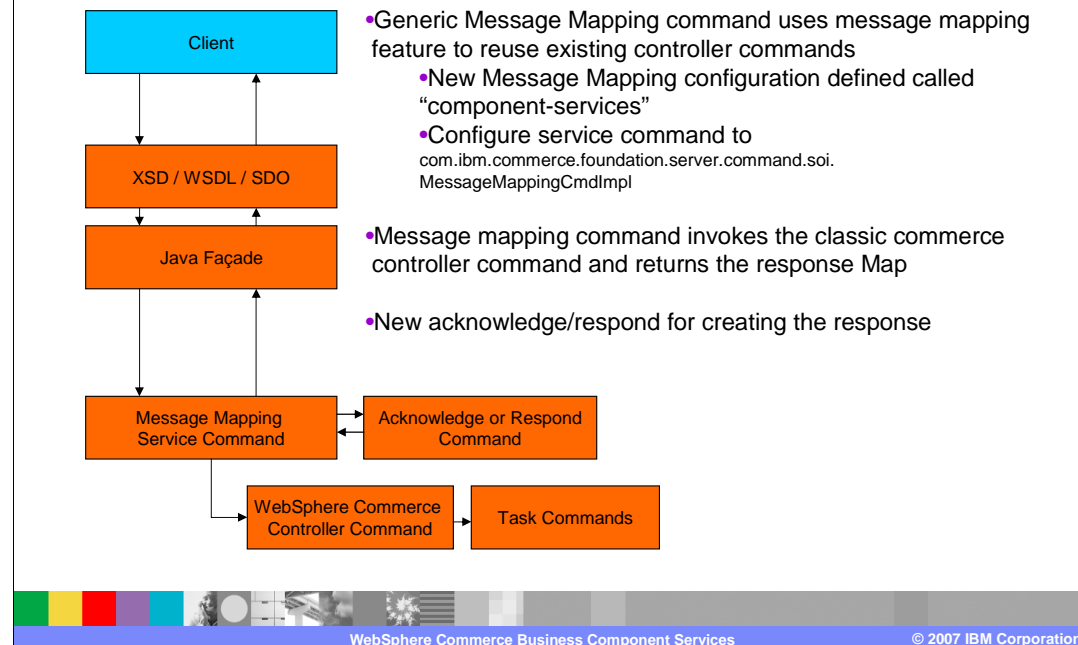 Client
XSD / WSDL / SDO
Java Façade
Message Mapping
Service Command
Acknowledge or Respond
Command
WebSphere Commerce
Controller Command
Task Commands
•Generic Message Mapping command uses message mapping
feature to reuse existing controller commands
•New Message Mapping configuration defined called
“component-services”
•Configure service command to
com.ibm.commerce.foundation.server.command.soi.
MessageMappingCmdImpl
•Message mapping command invokes the classic commerce
controller command and returns the response Map
•New acknowledge/respond for creating the response
WebSphere Commerce Business Component Services
© 2007 IBM Corporation